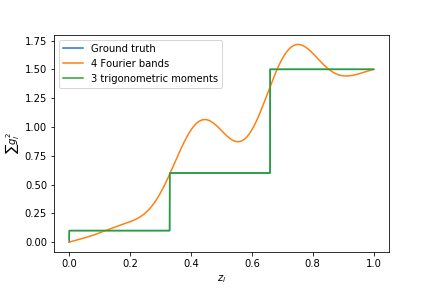 Ground truth
4 Fourier bands
3 trigonometric moments
1.75
1.50
1.25
1.00
0.75
0.50
0.25
0.00
∑g_l^2
0.0 0.2 0.4 0.6 0.8 1.0
z_l